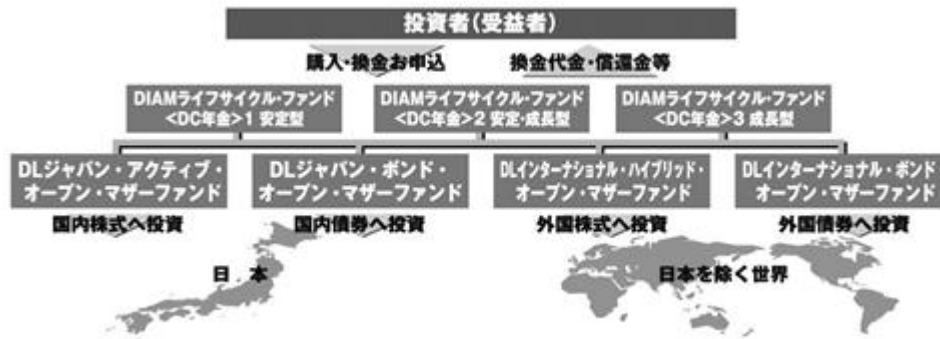 投資者(受益者)
購入・換金お申込
換金代金・償還金等
DIAMライフサイクル・ファンド
<DC年金>1 安定型
DIAMライフサイクル・ファンド
<DC年金>2 安定・成長型
DIAMライフサイクル・ファンド
<DC年金>3 成長型
DLジャパン・アクティブ・
オープン・マザーファンド
DLジャパン・ボンド・
オープン・マザーファンド
DLインターナショナル・ハイブリッド・
オープン・マザーファンド
DLインターナショナル・ボンド・
オープン・マザーファンド
国内株式へ投資
国内債券へ投資
外国株式へ投資
外国債券へ投資
日 本
日本を除く世界